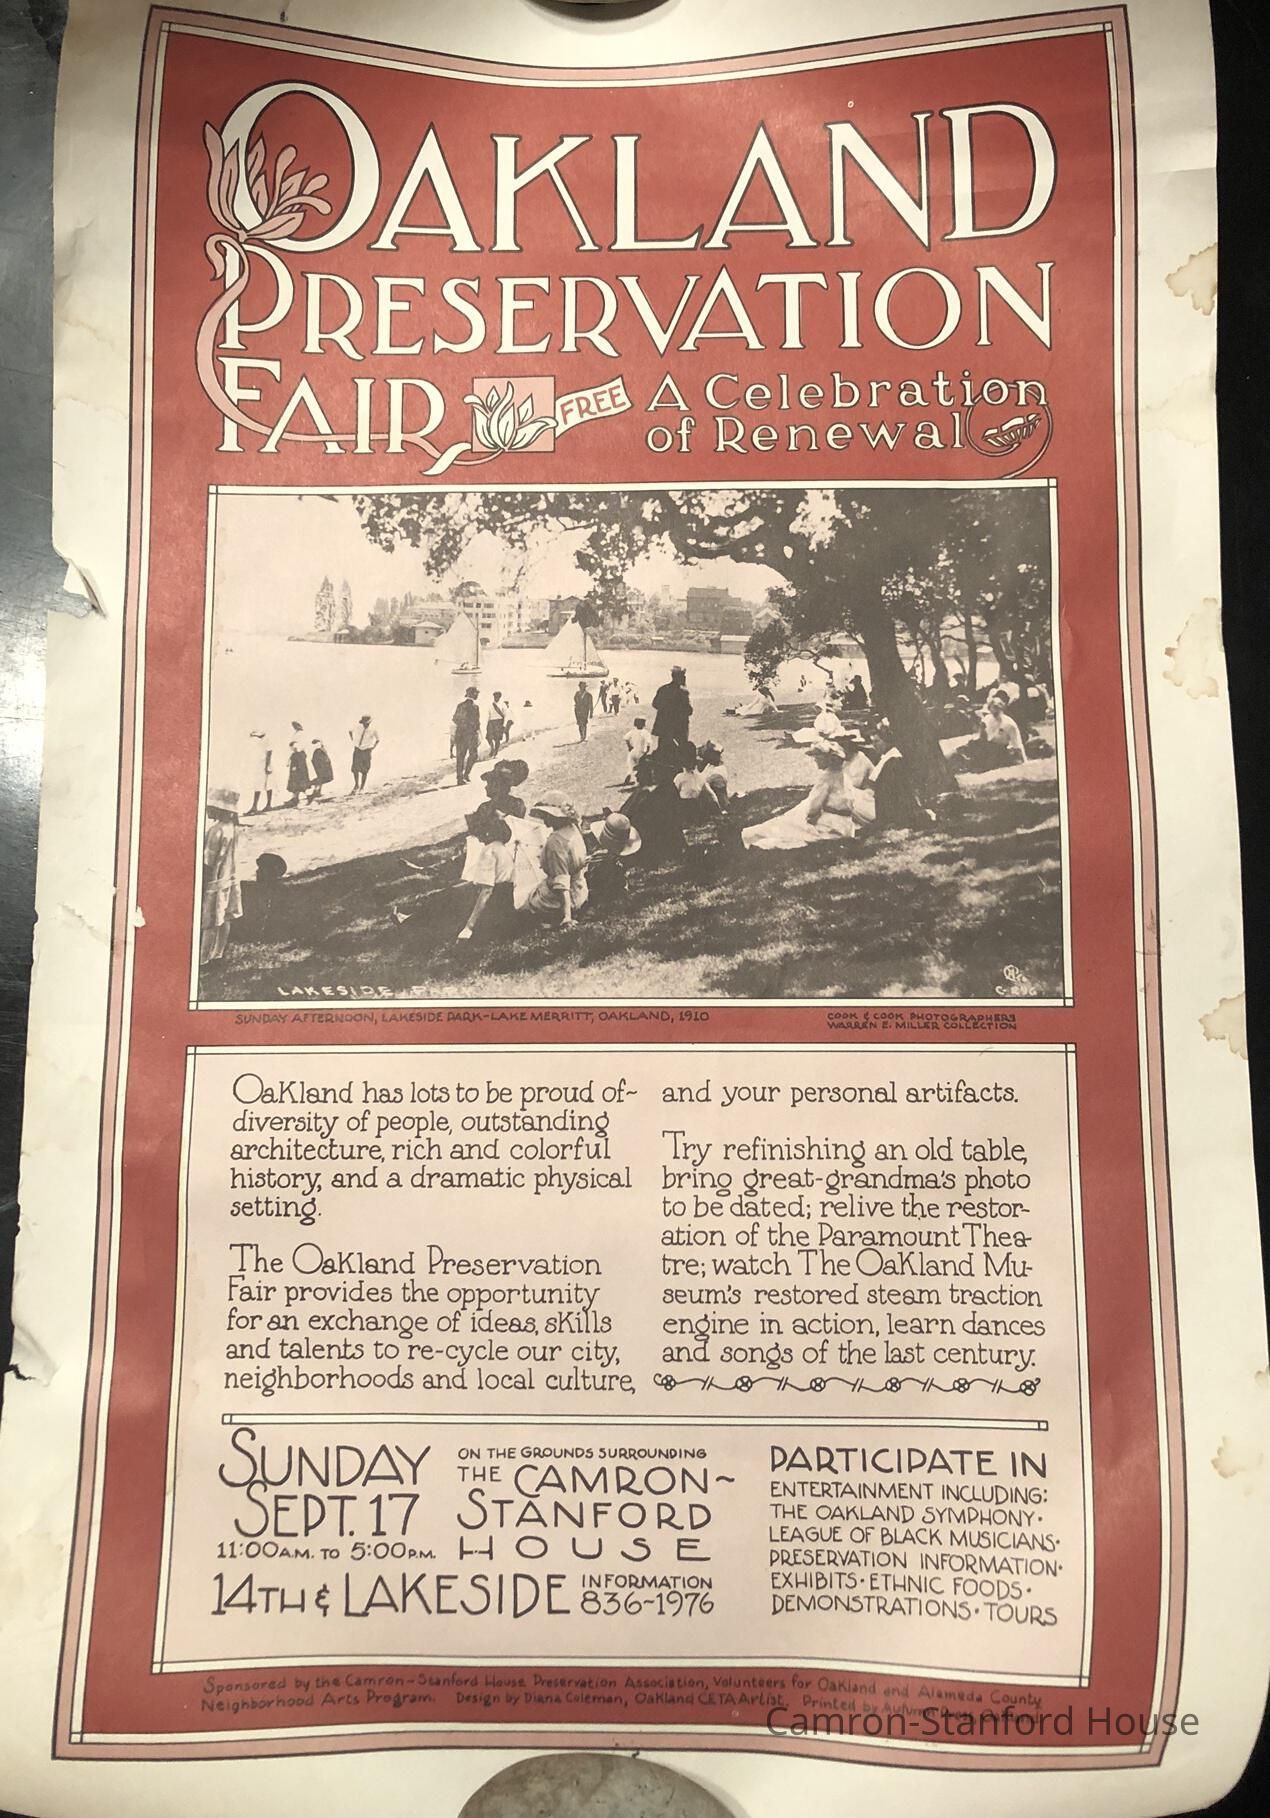 OAKLAND
PRESERVATION
FAIR FREE A Celebration
of Renewal
LAKESIDE PARK
SUNDAY AFTERNOON, LAKESIDE PARK-LAKE MERRITT, OAKLAND, 1910
COOK & COOK PHOTOGRAPHERS
WARREN E. MILLER COLLECTION
Oakland has lots to be proud of~
diversity of people, outstanding
architecture, rich and colorful
history, and a dramatic physical
setting.
The Oakland Preservation
Fair provides the opportunity
for an exchange of ideas, skills
and talents to re-cycle our city,
neighborhoods and local culture,
and your personal artifacts.
Try refinishing an old table,
bring great-grandma's photo
to be dated; relive the restor-
ation of the Paramount Thea-
tre; watch The Oakland Mu-
seum's restored steam traction
engine in action, learn dances
and songs of the last century.
SUNDAY
SEPT. 17
11:00 A.M. TO 5:00 P.M.
ON THE GROUNDS SURROUNDING
THE CAMRON~
STANFORD
HOUSE
14TH & LAKESIDE
INFORMATION
836~1976
PARTICIPATE IN
ENTERTAINMENT INCLUDING:
THE OAKLAND SYMPHONY·
LEAGUE OF BLACK MUSICIANS·
PRESERVATION INFORMATION·
EXHIBITS·ETHNIC FOODS·
DEMONSTRATIONS·TOURS
Sponsored by the Camron-Stanford House Preservation Association, Volunteers for Oakland and Alameda County
Neighborhood Arts Program. Design by Diana Coleman, Oakland CETA Artist. Printed by Autumn Press, Oakland
Camron-Stanford House